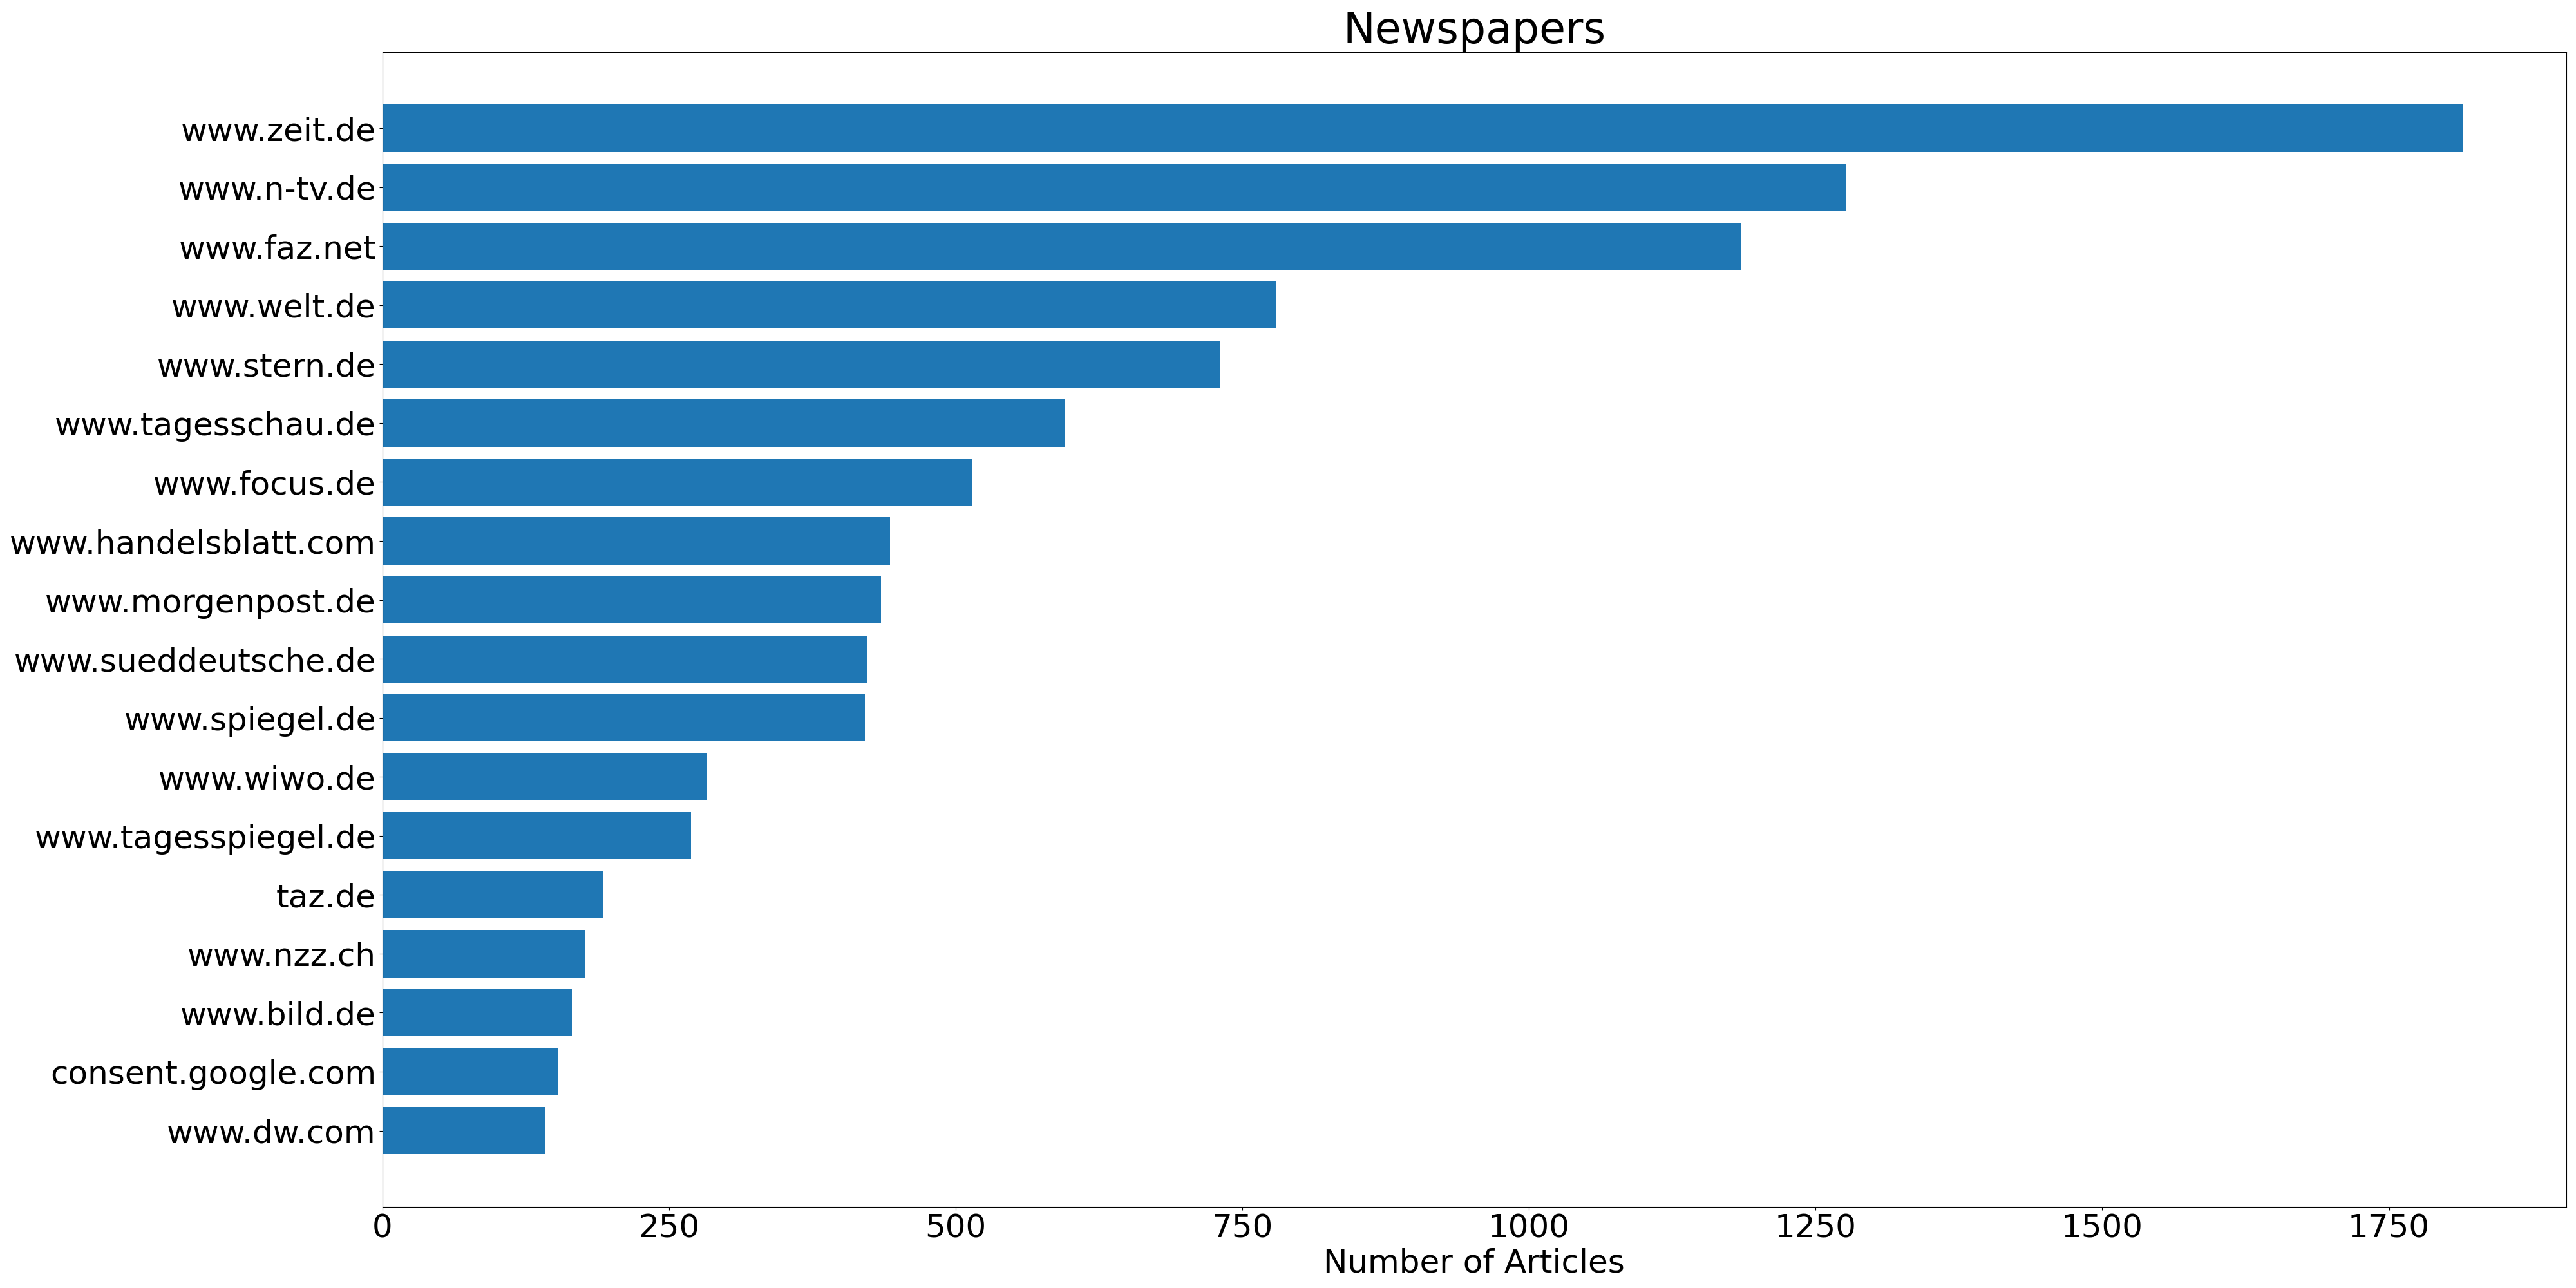 Newspapers
www.zeit.de
www.n-tv.de
www.faz.net
www.welt.de
www.stern.de
www.tagesschau.de
www.focus.de
www.handelsblatt.com
www.morgenpost.de
www.sueddeutsche.de
www.spiegel.de
www.wiwo.de
www.tagesspiegel.de
taz.de
www.nzz.ch
www.bild.de
consent.google.com
www.dw.com
0 250 500 750 1000 1250 1500 1750
Number of Articles